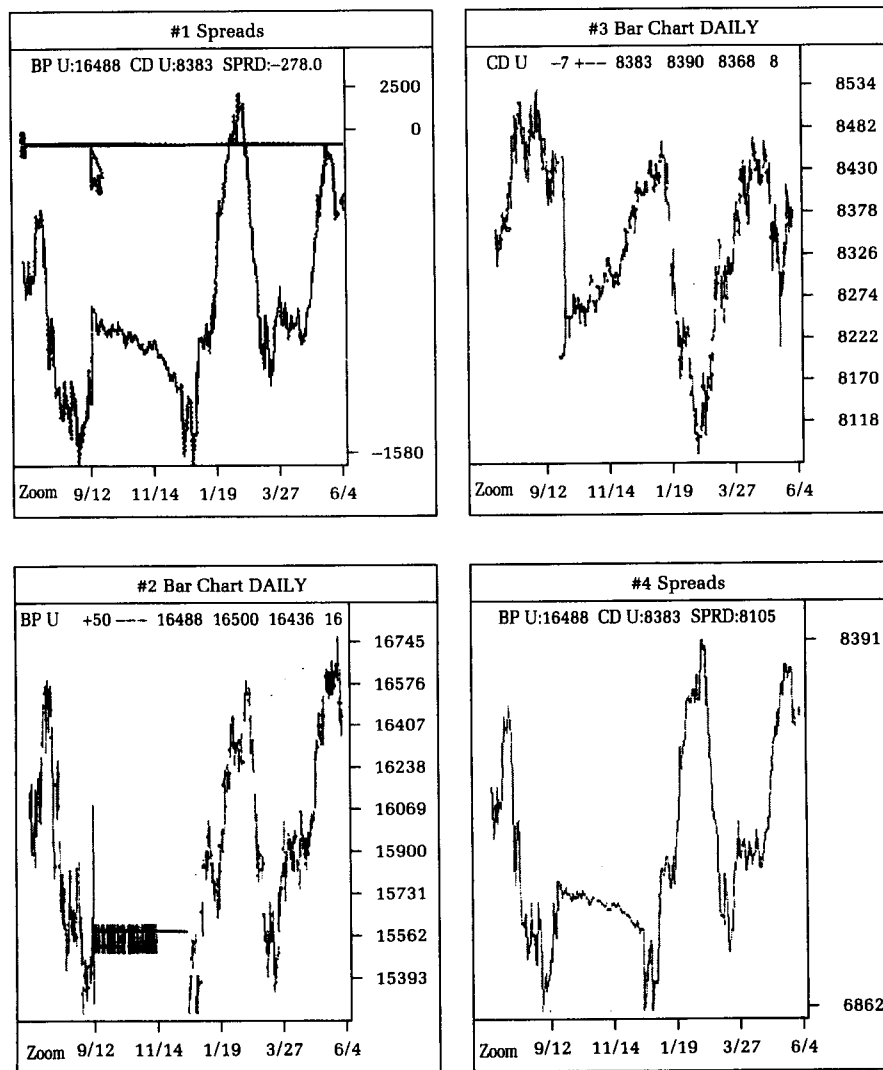 #1 Spreads
BP U:16488 CD U:8383 SPRD:−278.0
2500
0
−1580
Zoom 9/12 11/14 1/19 3/27 6/4
#3 Bar Chart DAILY
CD U −7 +−−− 8383 8390 8368 8
8534
8482
8430
8378
8326
8274
8222
8170
8118
Zoom 9/12 11/14 1/19 3/27 6/4
#2 Bar Chart DAILY
BP U +50 −−−− 16488 16500 16436 16
16745
16576
16407
16238
16069
15900
15731
15562
15393
Zoom 9/12 11/14 1/19 3/27 6/4
#4 Spreads
BP U:16488 CD U:8383 SPRD:8105
8391
6862
Zoom 9/12 11/14 1/19 3/27 6/4